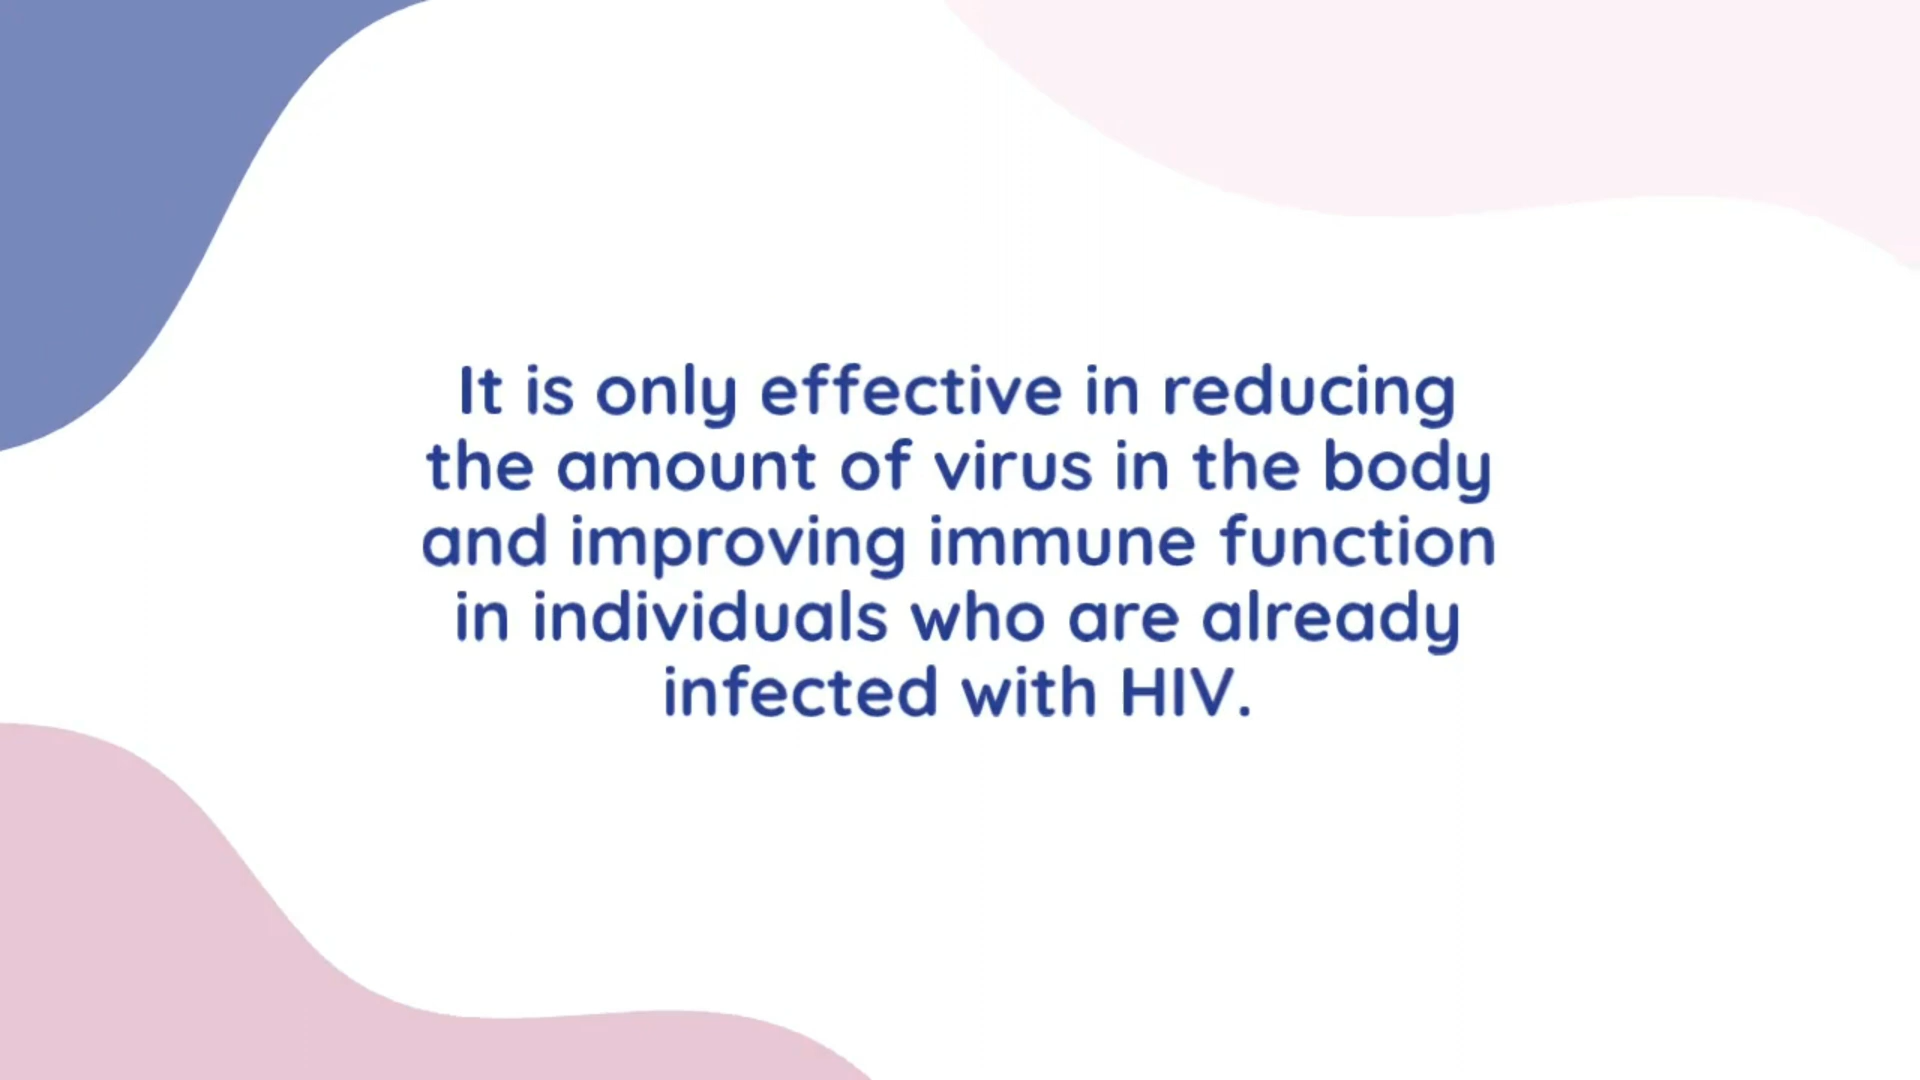 It is only effective in reducing
the amount of virus in the body
and improving immune function
in individuals who are already
infected with HIV.